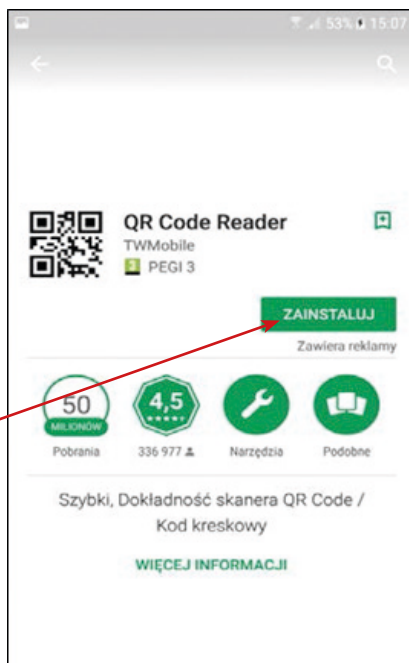 53% 15:07
QR Code Reader
TWMobile
3 PEGI 3
ZAINSTALUJ
Zawiera reklamy
50
MILIONÓW
4,5
Pobrania 336 977 Narzędzia Podobne
Szybki, Dokładność skanera QR Code /
Kod kreskowy
WIĘCEJ INFORMACJI